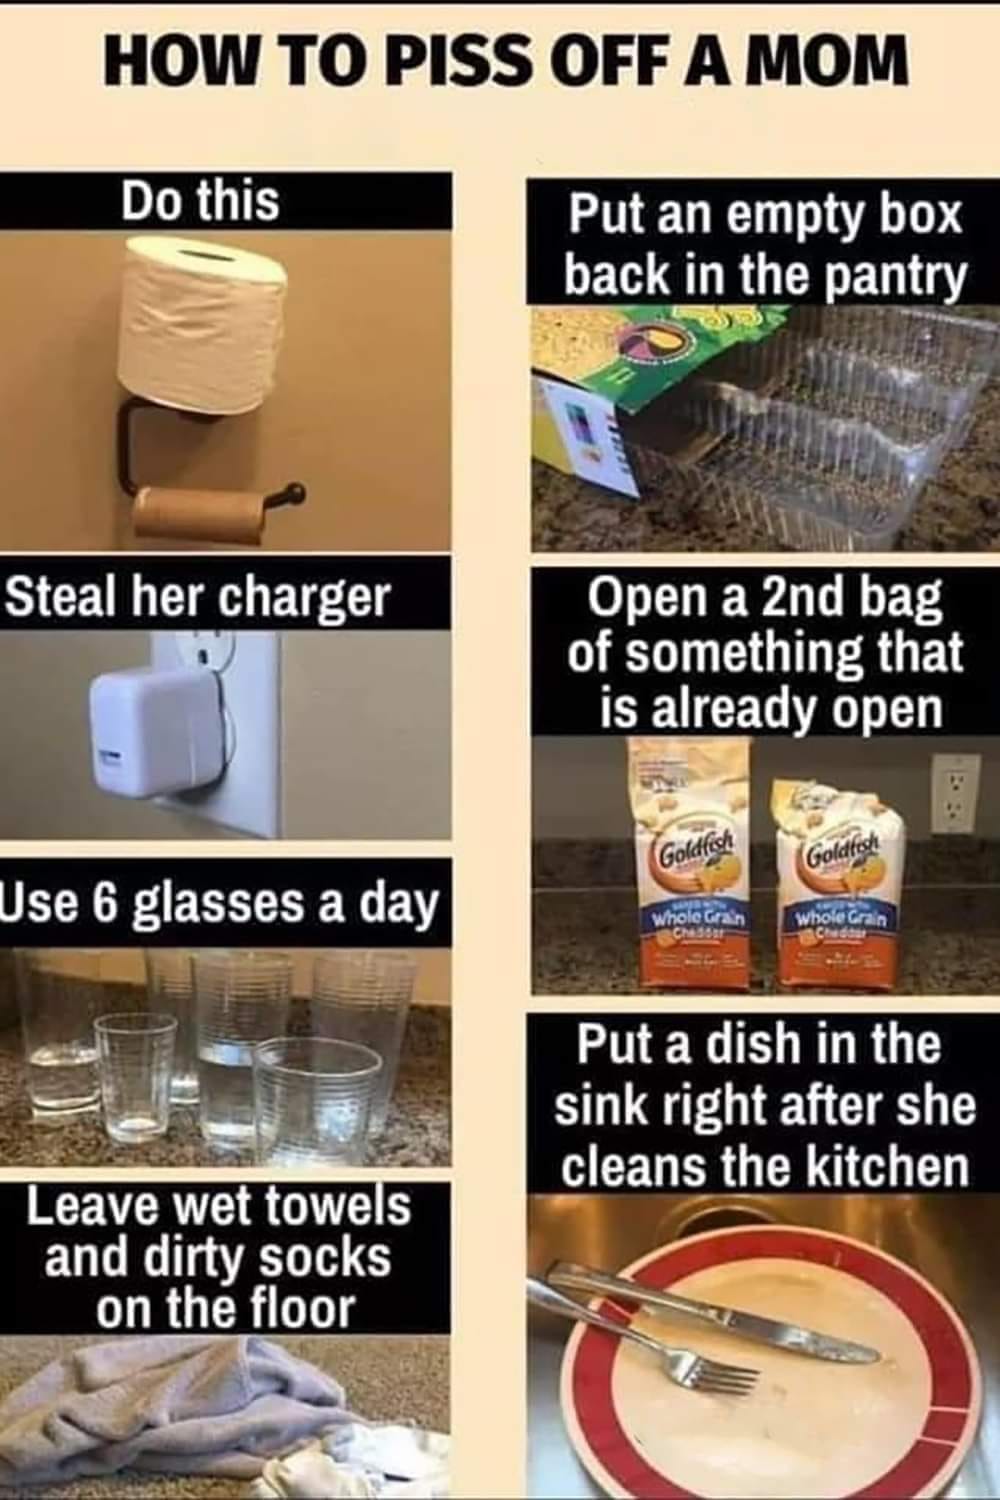 HOW TO PISS OFF A MOM
Do this
Steal her charger
Use 6 glasses a day
Leave wet towels
and dirty socks
on the floor
Put an empty box
back in the pantry
Open a 2nd bag
of something that
is already open
Goldfish
Whole Grain
Cheddar
Goldfish
Whole Grain
Cheddar
Put a dish in the
sink right after she
cleans the kitchen